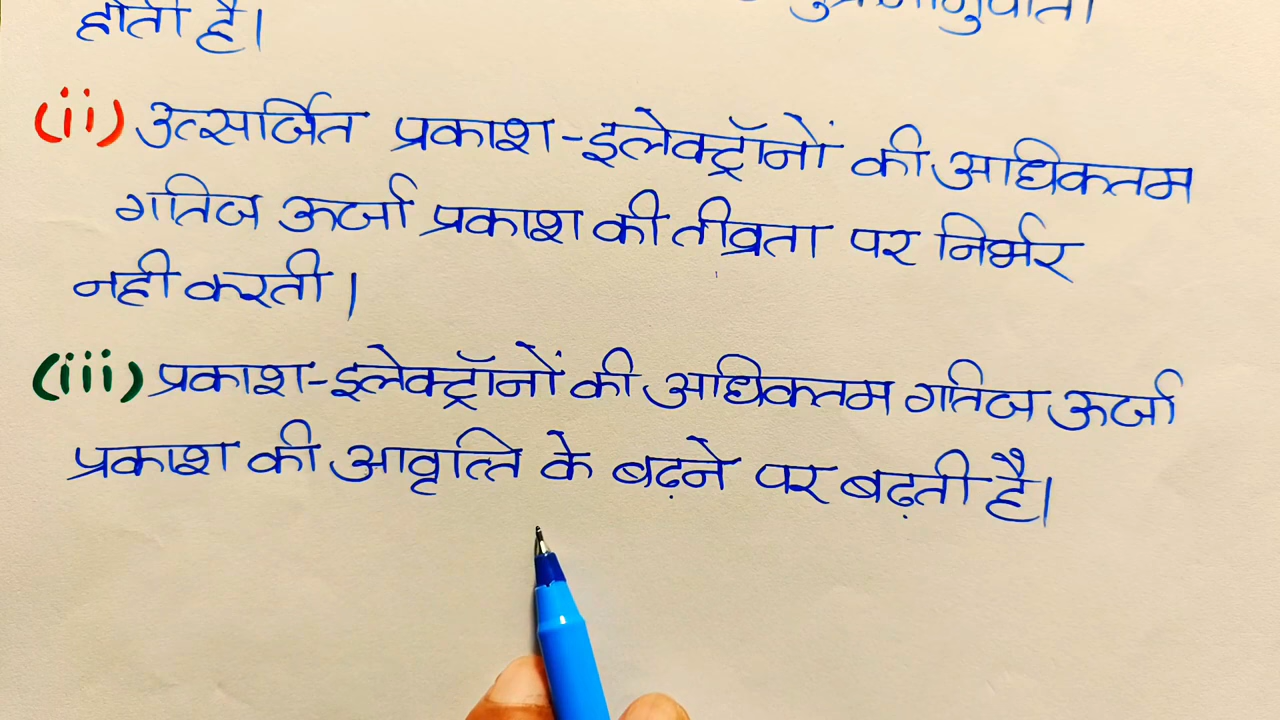 होती है।
(ii) उत्सर्जित प्रकाश-इलेक्ट्रॉनों की अधिकतम
गतिज ऊर्जा प्रकाश की तीव्रता पर निर्भर
नही करती।
(iii) प्रकाश-इलेक्ट्रॉनों की अधिकतम गतिज ऊर्जा
प्रकाश की आवृत्ति के बढ़ने पर बढ़ती है।